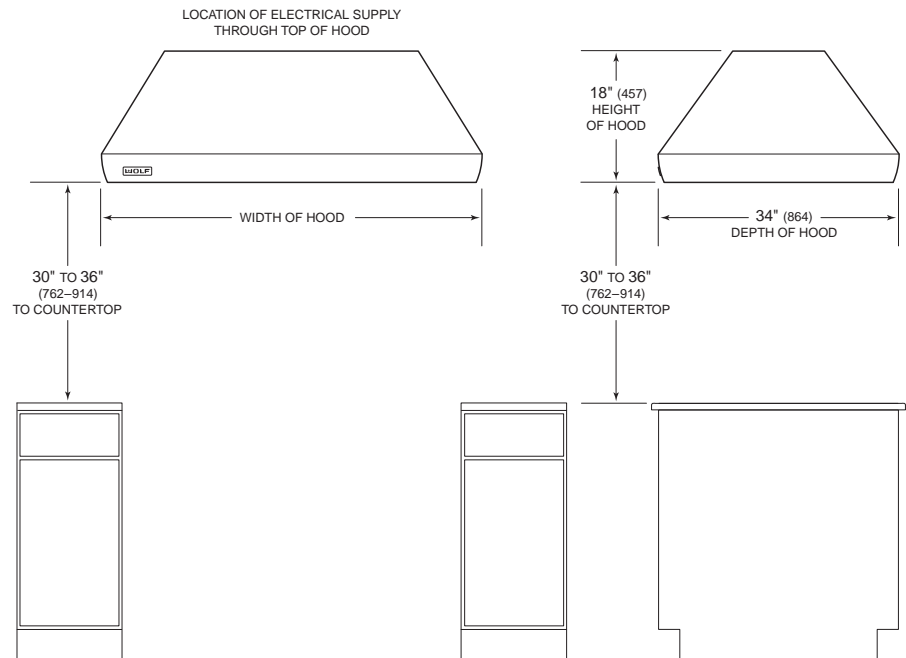 LOCATION OF ELECTRICAL SUPPLY
THROUGH TOP OF HOOD
18" (457)
HEIGHT
OF HOOD
WOLF
WIDTH OF HOOD
34" (864)
DEPTH OF HOOD
30" TO 36"
(762–914)
TO COUNTERTOP
30" TO 36"
(762–914)
TO COUNTERTOP